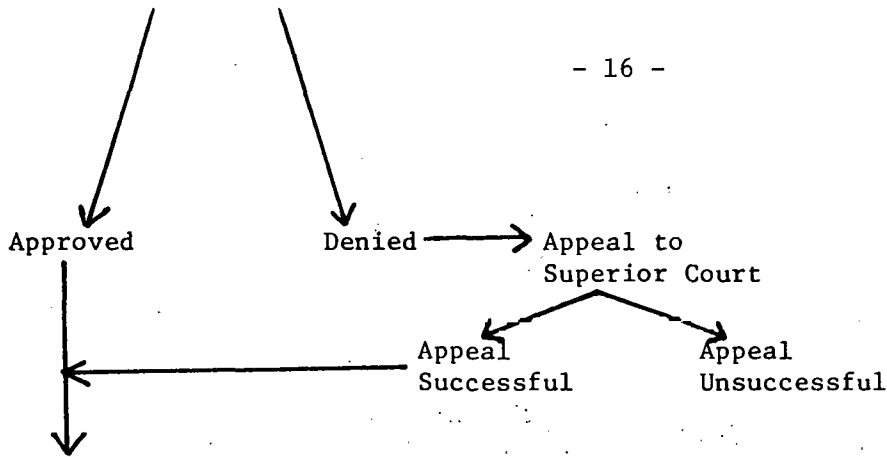 - 16 -
Approved
Denied
Appeal to
Superior Court
Appeal
Successful
Appeal
Unsuccessful